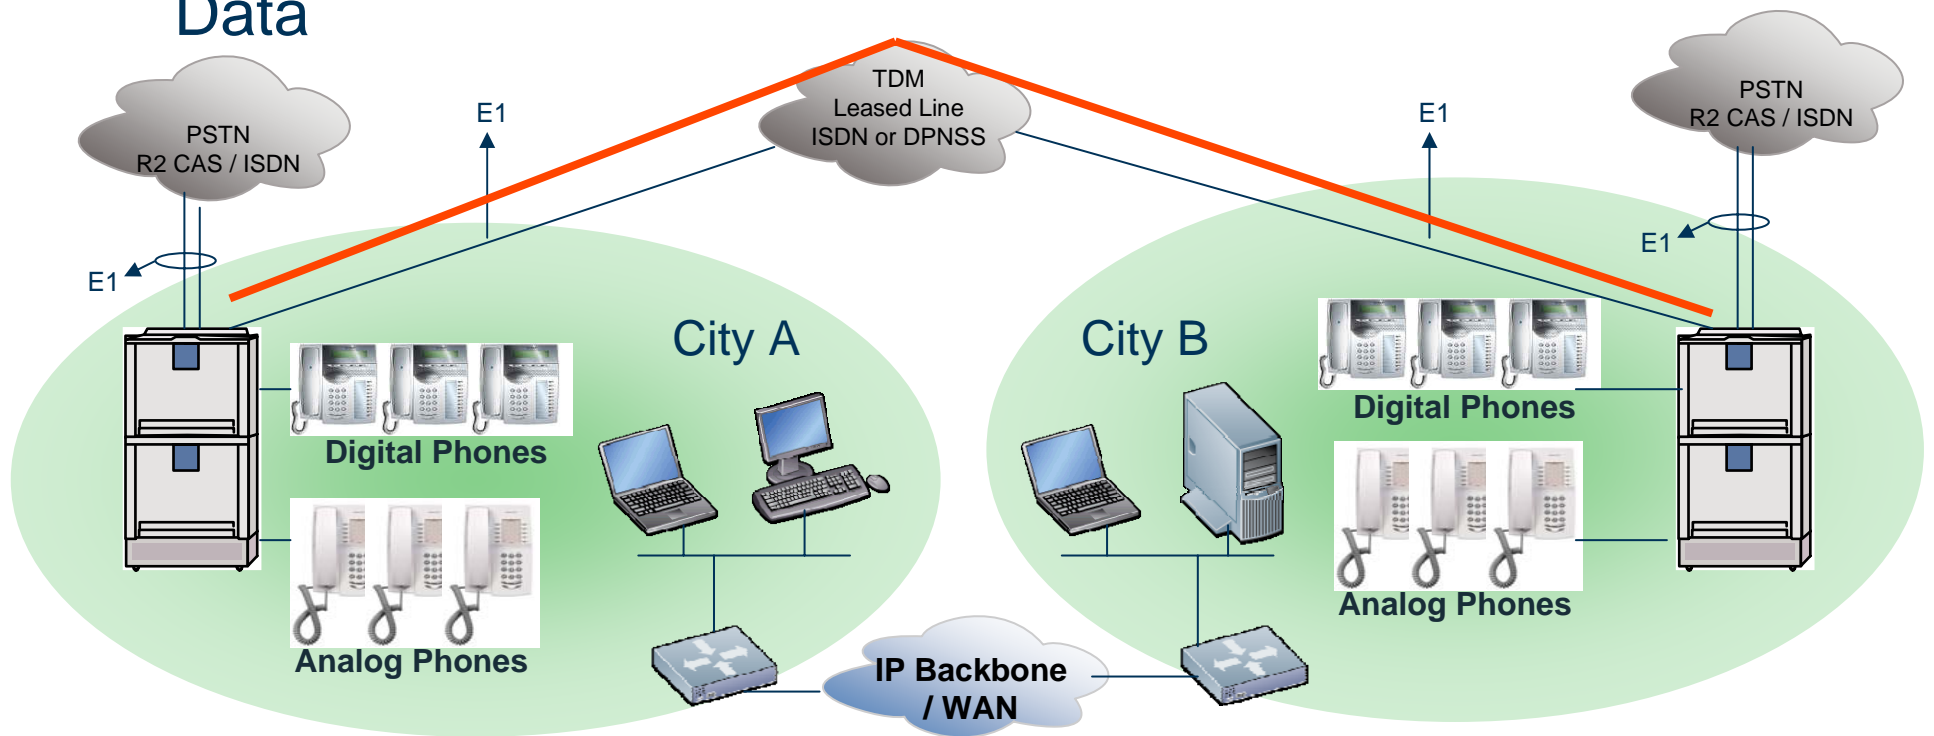 Data
PSTN
R2 CAS / ISDN
E1
TDM
Leased Line
ISDN or DPNSS
E1
PSTN
R2 CAS / ISDN
E1
E1
City A
City B
Digital Phones
Digital Phones
Analog Phones
Analog Phones
IP Backbone
/ WAN